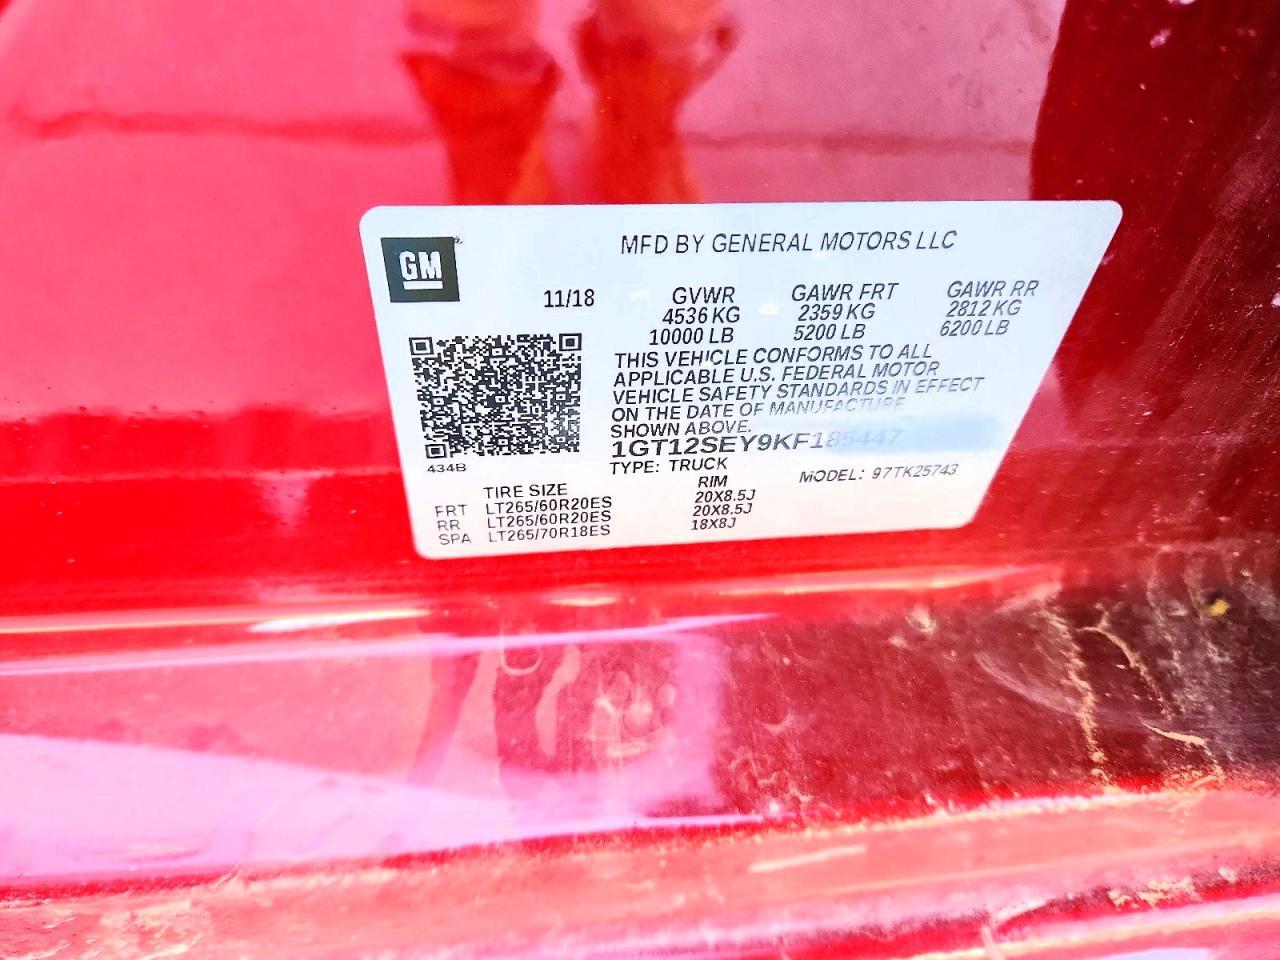 GM
MFD BY GENERAL MOTORS LLC
11/18 GVWR GAWR FRT GAWR RR
4536 KG 2359 KG 2812 KG
10000 LB 5200 LB 6200 LB
THIS VEHICLE CONFORMS TO ALL
APPLICABLE U.S. FEDERAL MOTOR
VEHICLE SAFETY STANDARDS IN EFFECT
ON THE DATE OF MANUFACTURE
SHOWN ABOVE.
1GT12SEY9KF185447
434B
TYPE: TRUCK MODEL: 97TK25743
TIRE SIZE RIM
FRT LT265/60R20ES 20X8.5J
RR LT265/60R20ES 20X8.5J
SPA LT265/70R18ES 18X8J